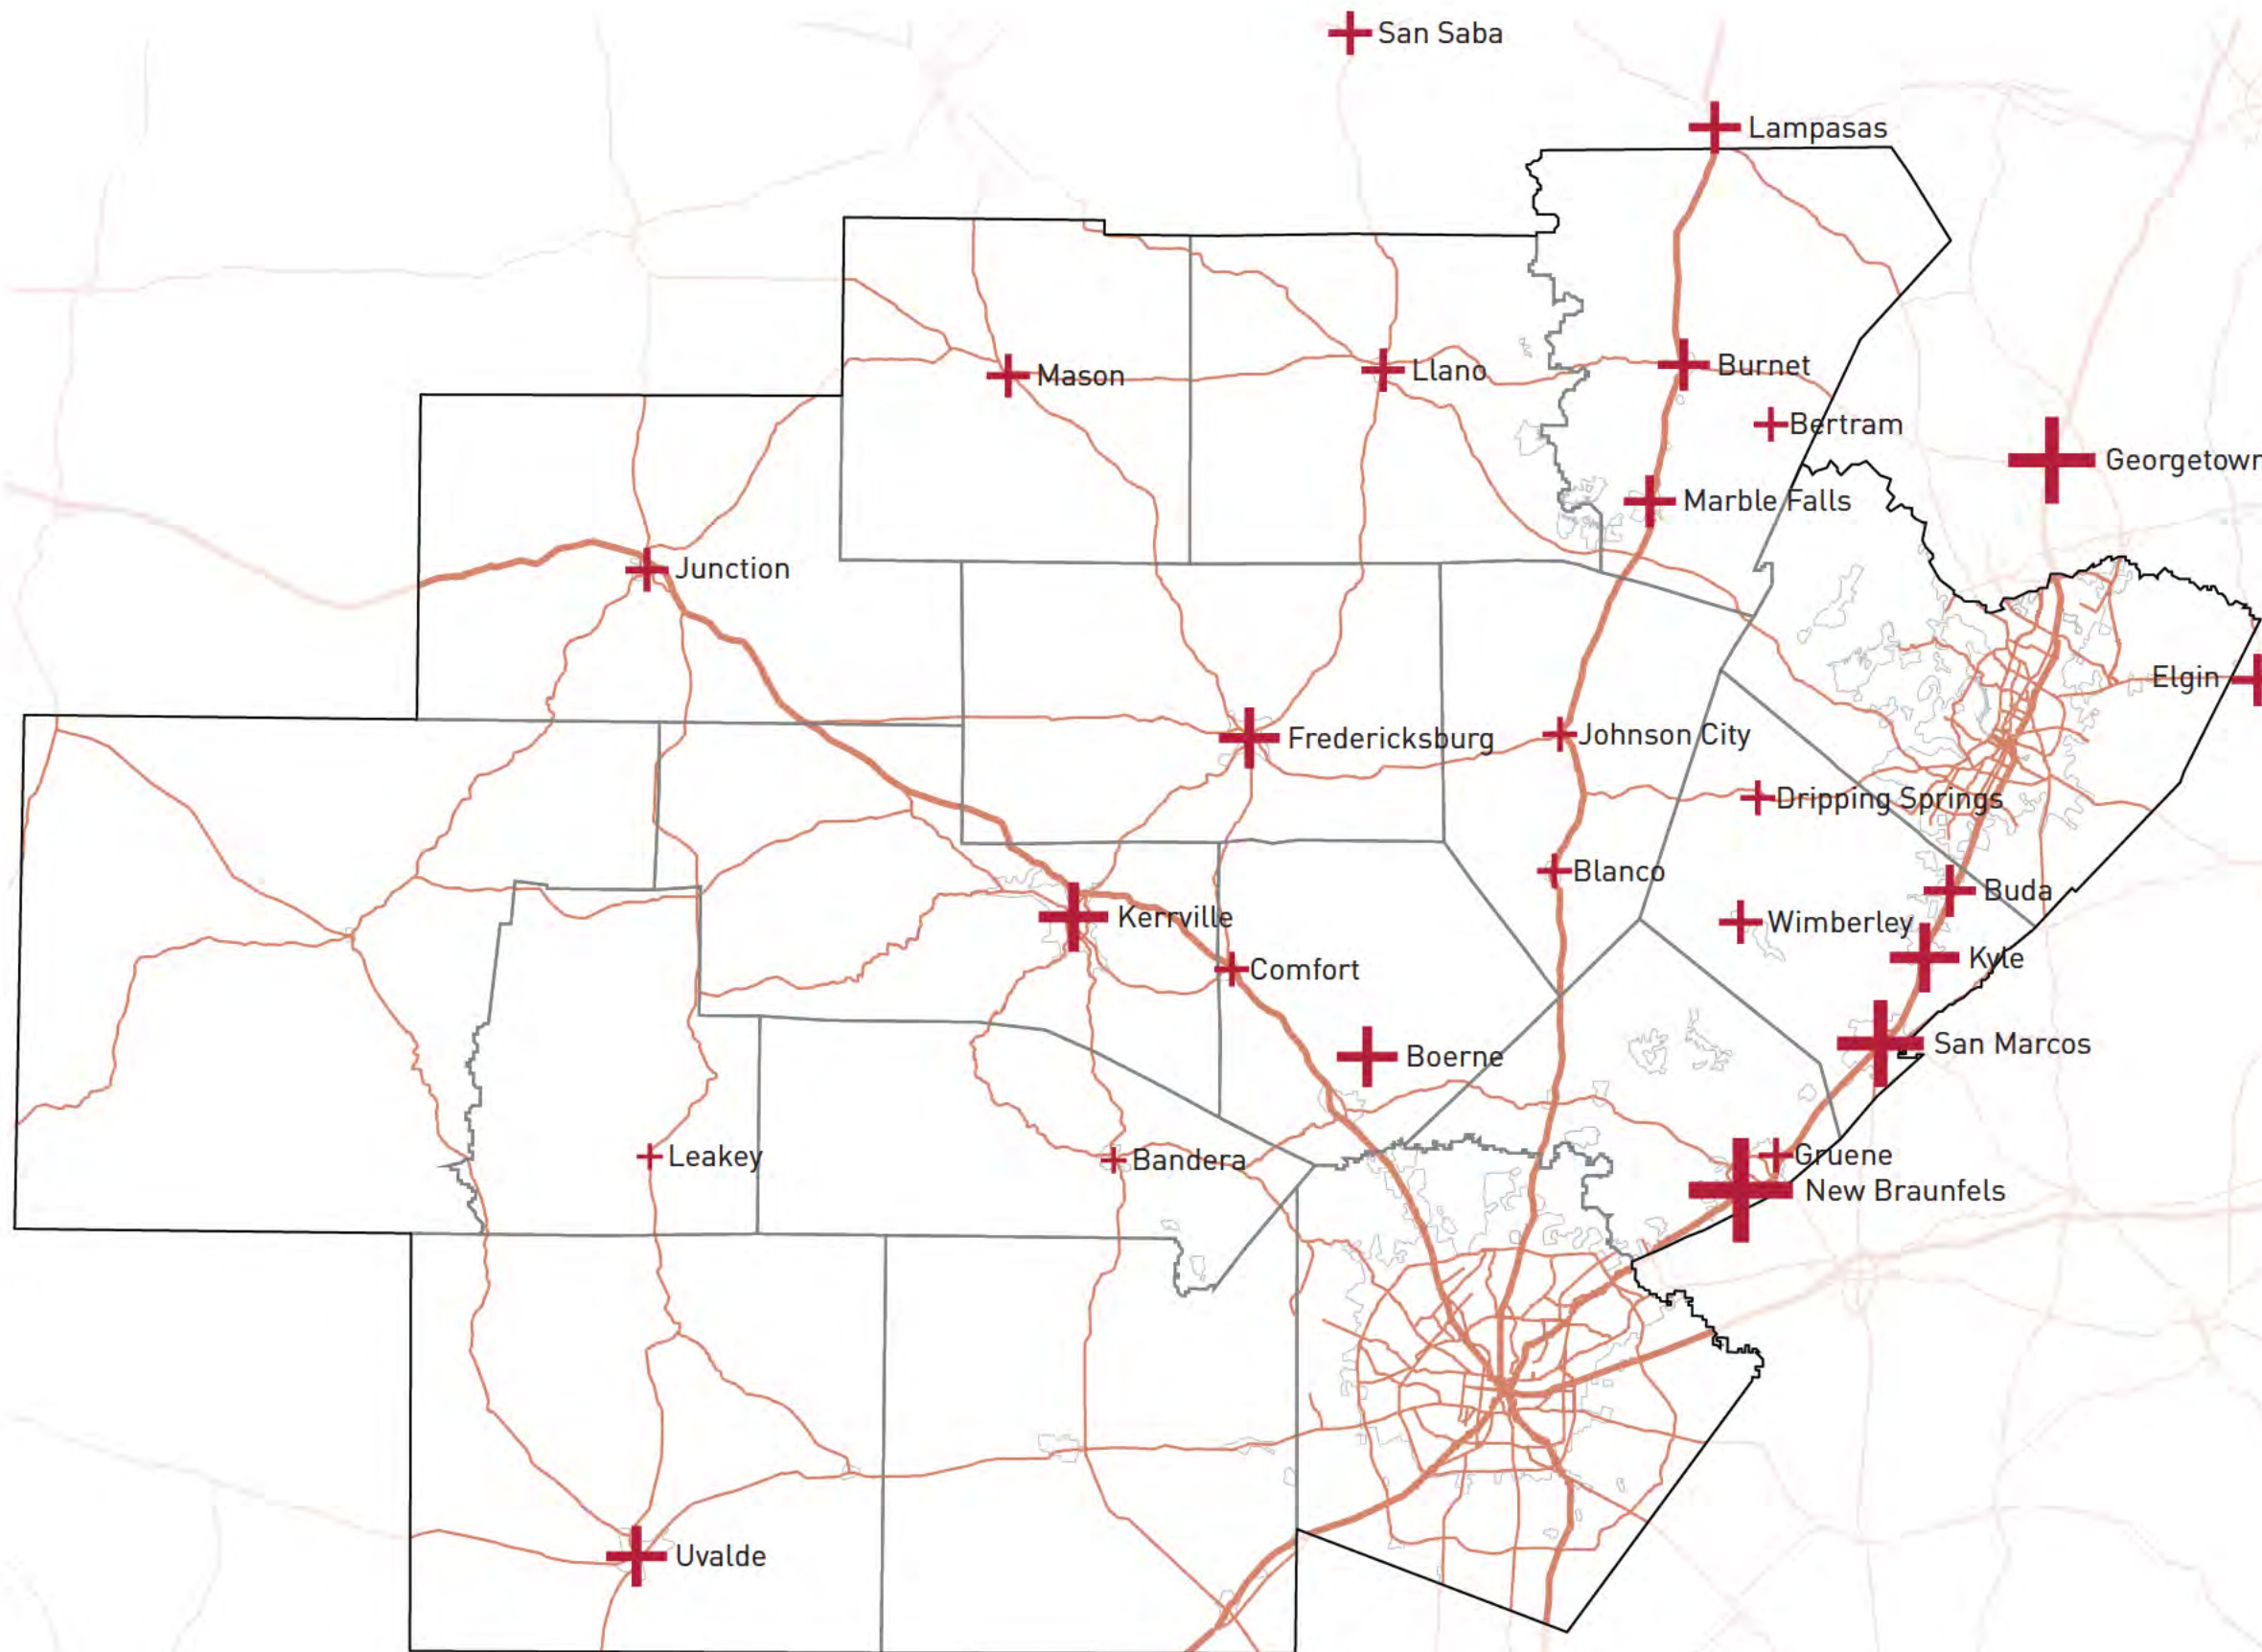 San Saba
Lampasas
Burnet
Llano
Mason
Bertram
Georgetown
Marble Falls
Junction
Elgin
Johnson City
Fredericksburg
Dripping Springs
Blanco
Buda
Kerrville
Wimberley
Kyle
Comfort
San Marcos
Boerne
Leakey
Bandera
Gruene
New Braunfels
Uvalde